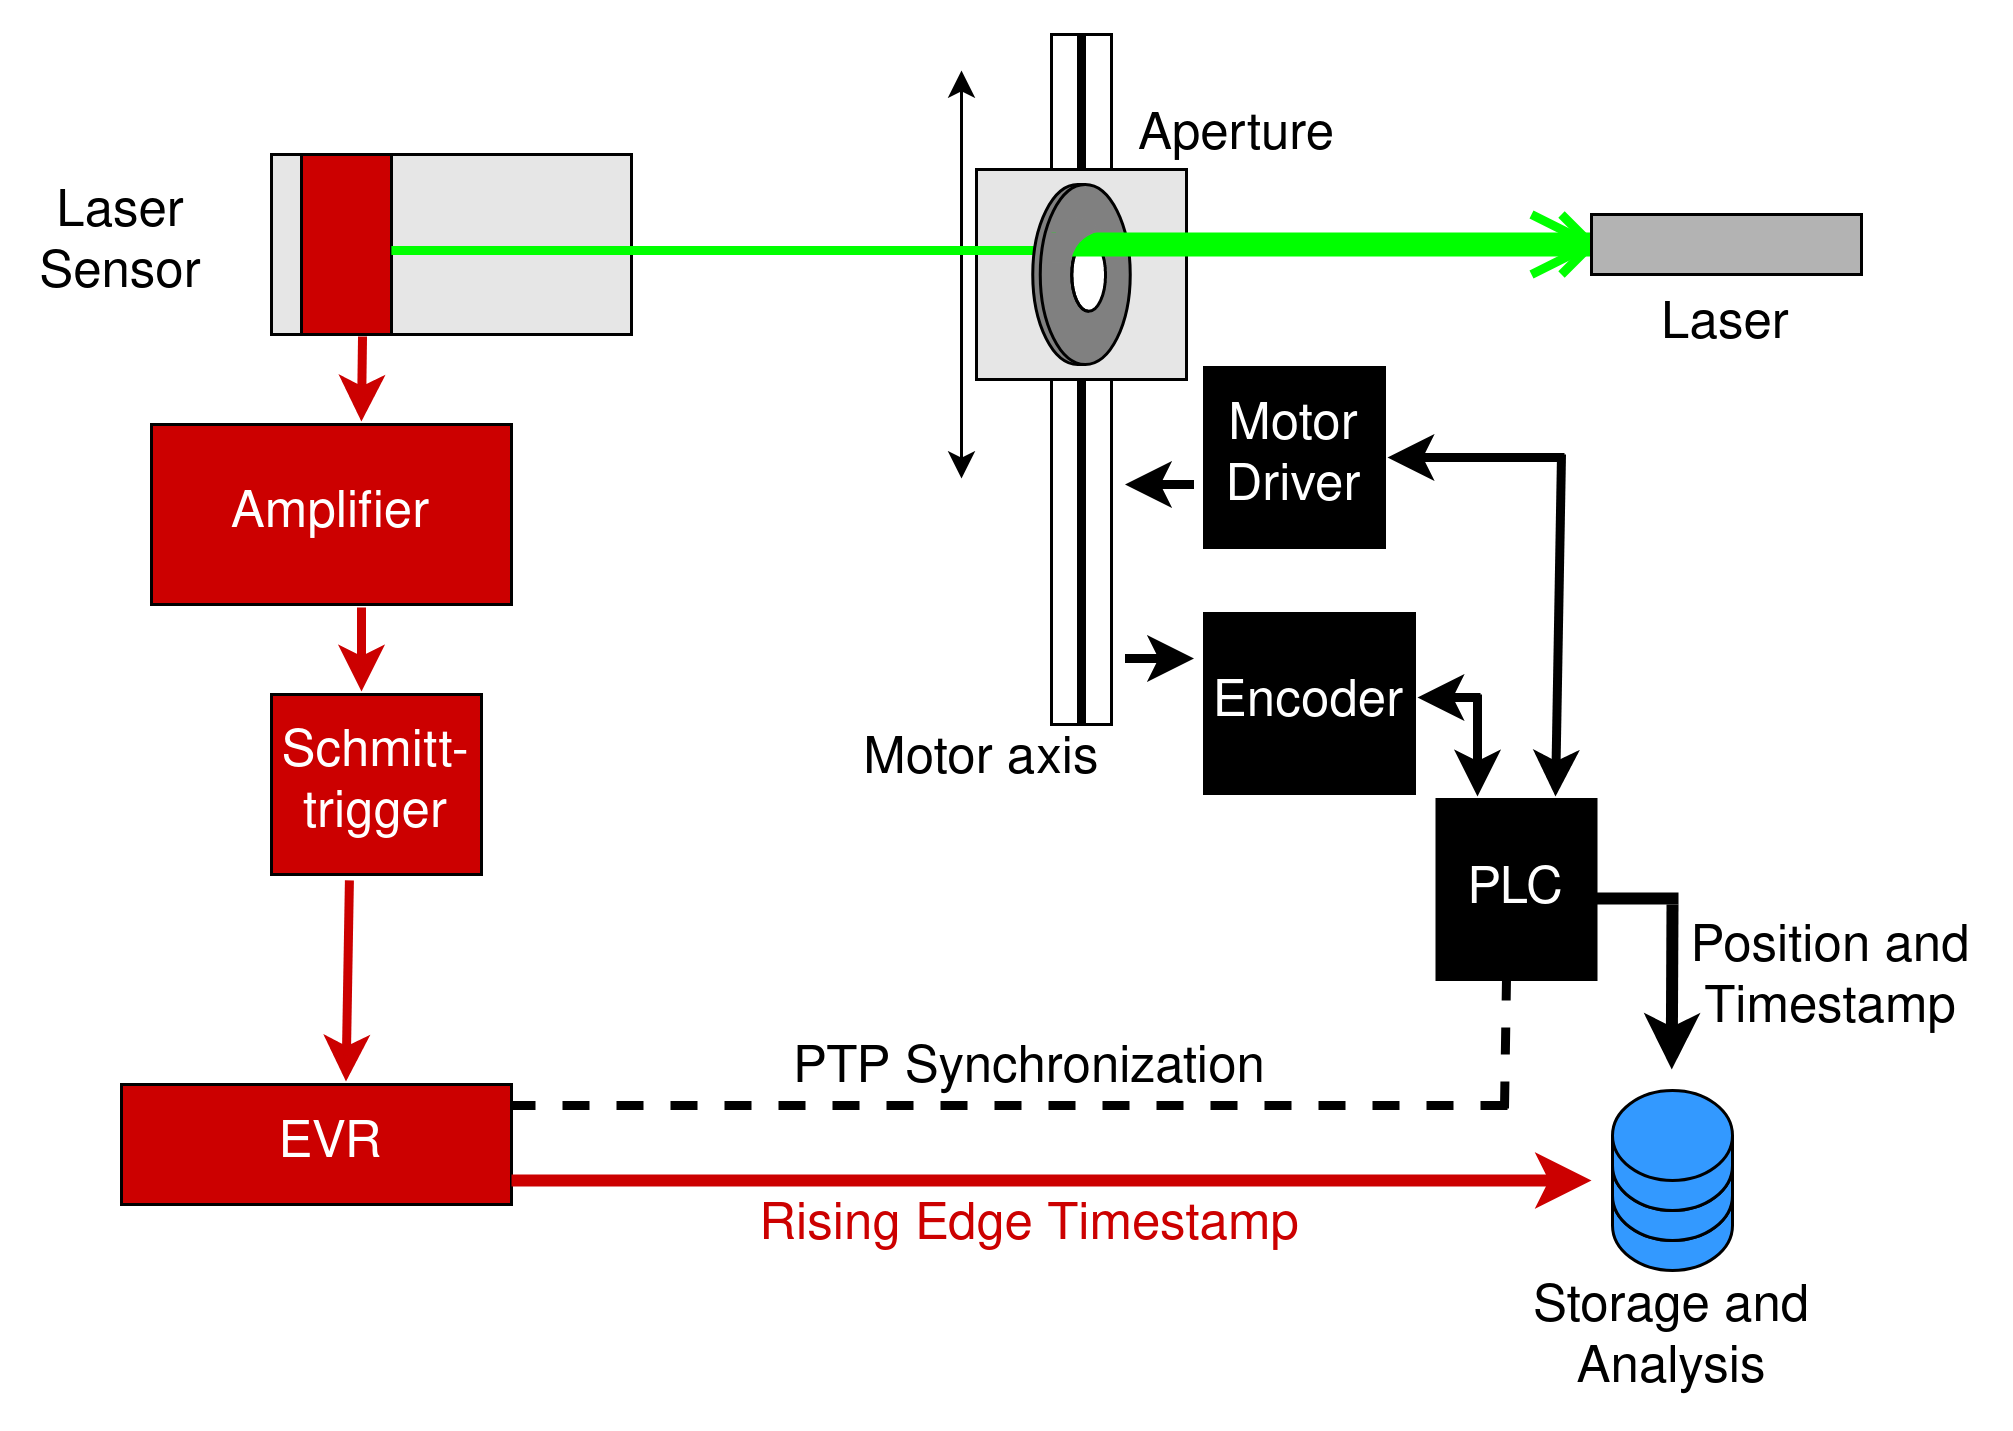 Aperture
Laser
Sensor
Laser
Motor
Driver
Amplifier
Encoder
Schmitt-
trigger
Motor axis
PLC
Position and
Timestamp
PTP Synchronization
EVR
Rising Edge Timestamp
Storage and
Analysis